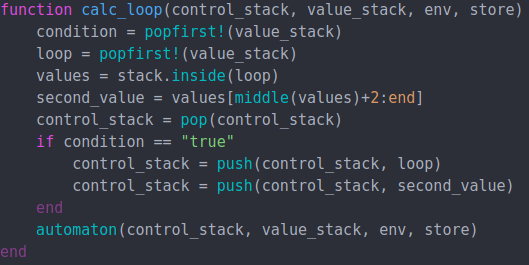 function calc_loop(control_stack, value_stack, env, store)
    condition = popfirst!(value_stack)
    loop = popfirst!(value_stack)
    values = stack.inside(loop)
    second_value = values[middle(values)+2:end]
    control_stack = pop(control_stack)
    if condition == "true"
        control_stack = push(control_stack, loop)
        control_stack = push(control_stack, second_value)
    end
    automaton(control_stack, value_stack, env, store)
end